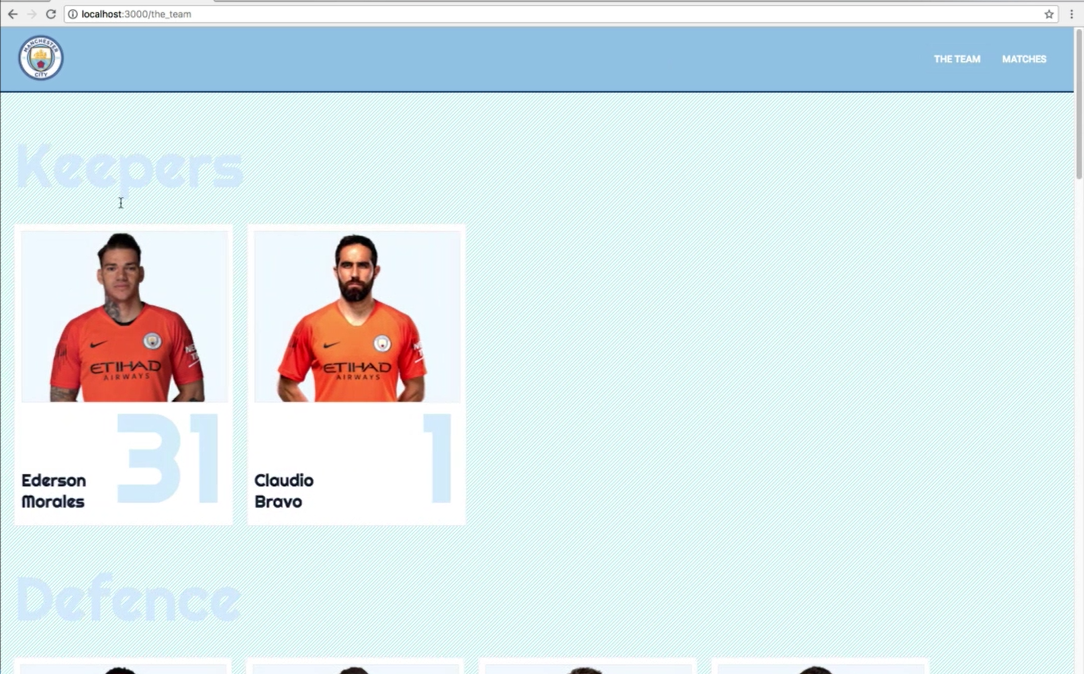 localhost:3000/the_team
MANCHESTER
CITY
THE TEAM
MATCHES
Keepers
ETIHAD
AIRWAYS
ETIHAD
AIRWAYS
31
1
Ederson
Morales
Claudio
Bravo
Defence